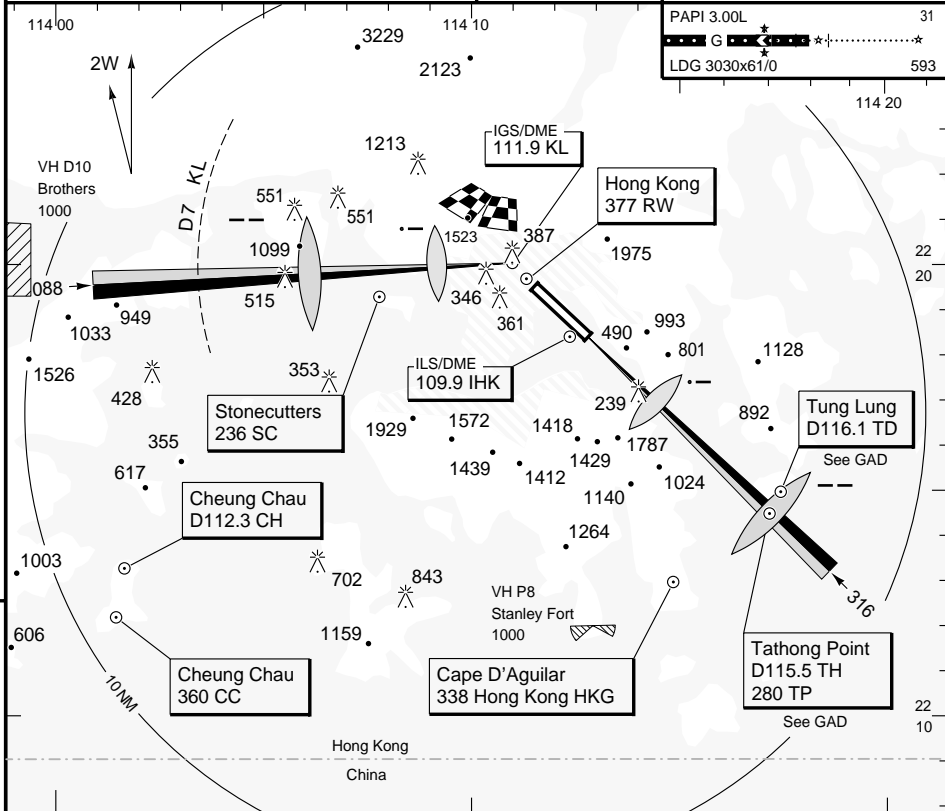 114 00
114 10
PAPI 3.00L
31
G
LDG 3030x61/0
593
3229
2123
2W
114 20
1213
IGS/DME
111.9 KL
VH D10
Brothers
1000
D7 KL
551
551
Hong Kong
377 RW
1099
1523
387
1975
22
20
088
515
346
361
949
1033
490
993
801
1128
1526
428
353
ILS/DME
109.9 IHK
239
Stonecutters
236 SC
1929
1572
1418
892
Tung Lung
D116.1 TD
355
1439
1429
1787
See GAD
617
1412
1024
1140
Cheung Chau
D112.3 CH
1264
1003
702
843
VH P8
Stanley Fort
1000
316
606
1159
Cheung Chau
360 CC
Cape D'Aguilar
338 Hong Kong HKG
Tathong Point
D115.5 TH
280 TP
10 NM
See GAD
22
10
Hong Kong
China